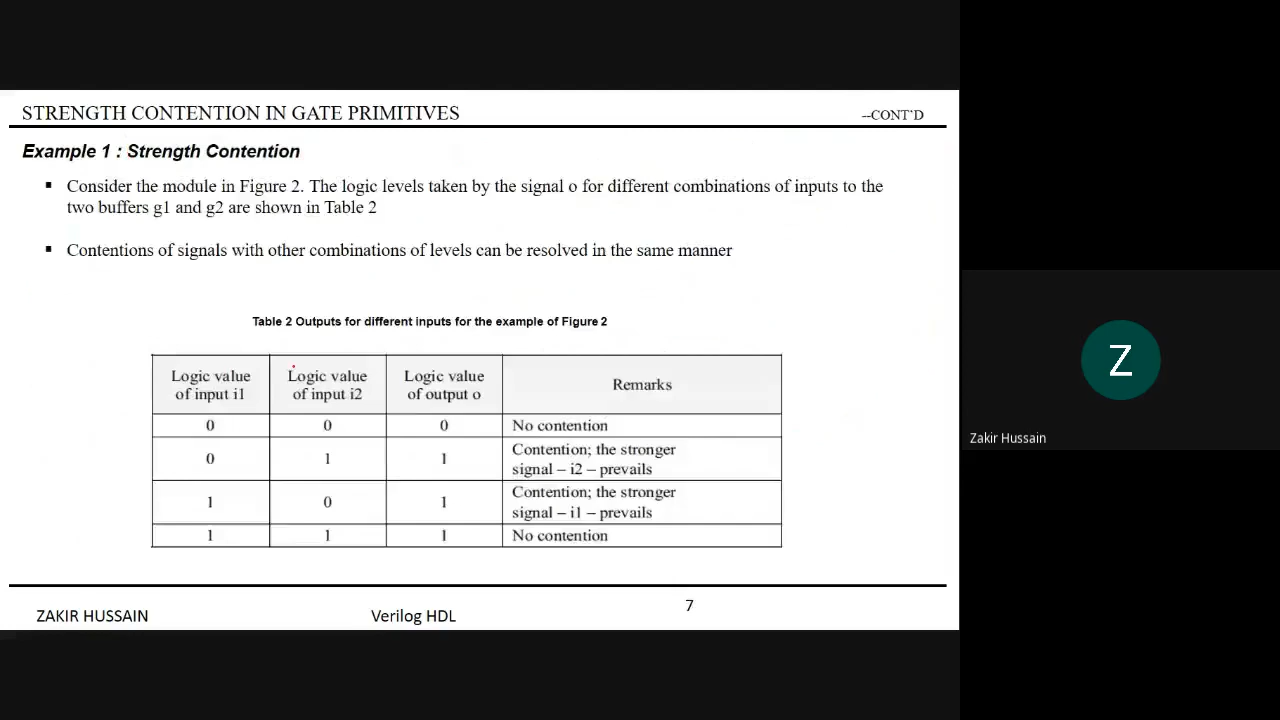 STRENGTH CONTENTION IN GATE PRIMITIVES --CONT'D
Example 1 : Strength Contention
▪ Consider the module in Figure 2. The logic levels taken by the signal o for different combinations of inputs to the
two buffers g1 and g2 are shown in Table 2
▪ Contentions of signals with other combinations of levels can be resolved in the same manner
Table 2 Outputs for different inputs for the example of Figure 2
Logic value of input i1 | Logic value of input i2 | Logic value of output o | Remarks
0 | 0 | 0 | No contention
0 | 1 | 1 | Contention; the stronger signal – i2 – prevails
1 | 0 | 1 | Contention; the stronger signal – i1 – prevails
1 | 1 | 1 | No contention
ZAKIR HUSSAIN Verilog HDL 7
Z
Zakir Hussain